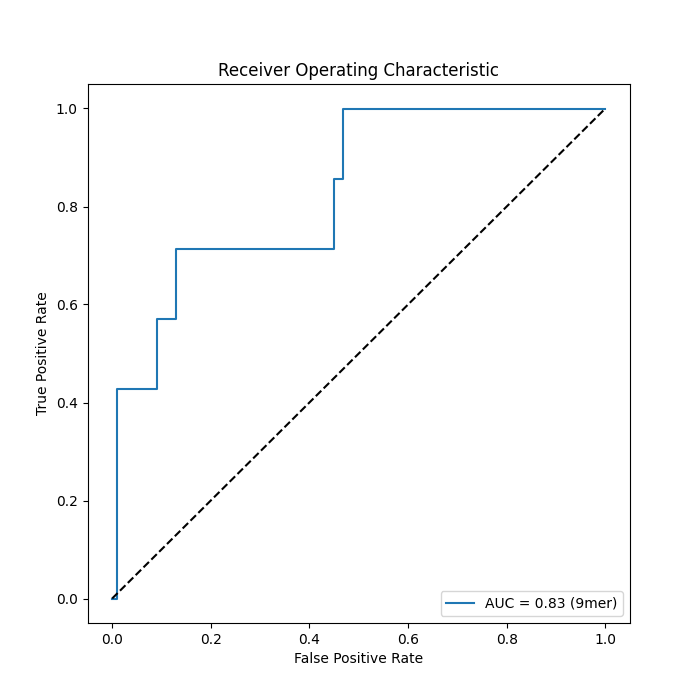 Receiver Operating Characteristic
1.0
0.8
0.6
0.4
0.2
0.0
True Positive Rate
0.0 0.2 0.4 0.6 0.8 1.0
False Positive Rate
AUC = 0.83 (9mer)